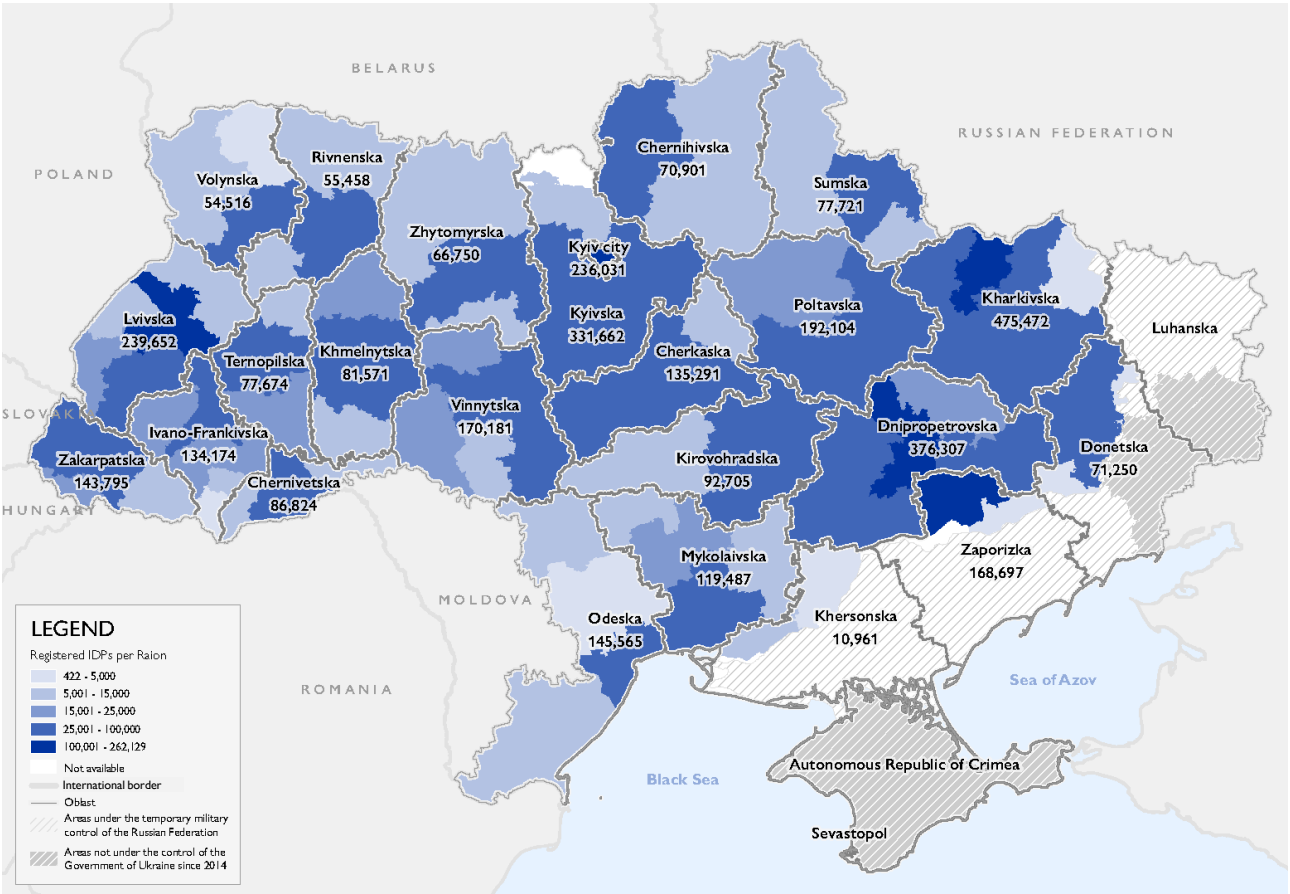 BELARUS
RUSSIAN FEDERATION
POLAND
Chernihivska
70,901
Rivnenska
55,458
Volynska
54,516
Sumska
77,721
Zhytomyrska
66,750
Kyiv city
236,031
Kyivska
331,662
Poltavska
192,104
Kharkivska
475,472
Luhanska
Lvivska
239,652
Ternopilska
77,674
Khmelnytska
81,571
Cherkaska
135,291
Vinnytska
170,181
SLOVAKI
Ivano-Frankivska
134,174
Dnipropetrovska
376,307
Donetska
71,250
Zakarpatska
143,795
Kirovohradska
92,705
Chernivetska
86,824
HUNGARY
Mykolaivska
119,487
Zaporizka
168,697
MOLDOVA
Odeska
145,565
Khersonska
10,961
ROMANIA
Sea of Azov
Black Sea
Autonomous Republic of Crimea
Sevastopol
LEGEND
Registered IDPs per Raion
422 - 5,000
5,001 - 15,000
15,001 - 25,000
25,001 - 100,000
100,001 - 262,129
Not available
International border
Oblast
Areas under the temporary military
control of the Russian Federation
Areas not under the control of the
Government of Ukraine since 2014